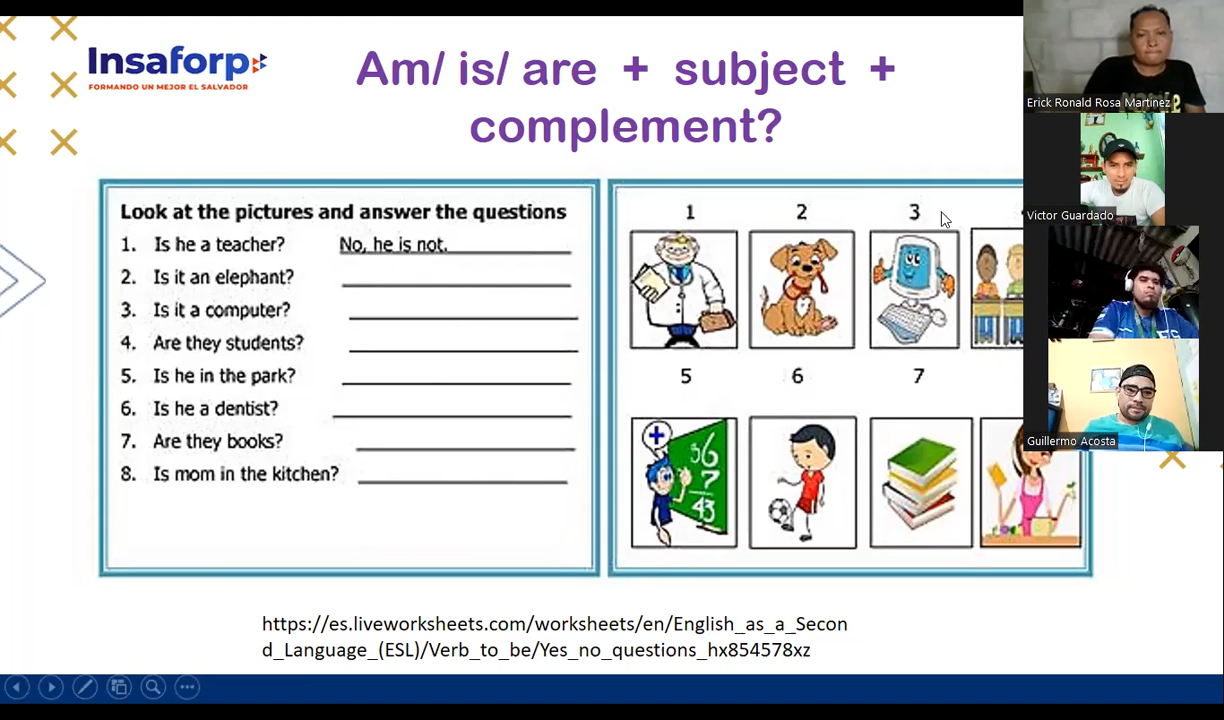 Insaforp
FORMANDO UN MEJOR EL SALVADOR
Am/ is/ are + subject +
complement?
Look at the pictures and answer the questions
1. Is he a teacher? No, he is not.
2. Is it an elephant?
3. Is it a computer?
4. Are they students?
5. Is he in the park?
6. Is he a dentist?
7. Are they books?
8. Is mom in the kitchen?
1 2 3
5 6 7
+ 36
7
43
https://es.liveworksheets.com/worksheets/en/English_as_a_Secon
d_Language_(ESL)/Verb_to_be/Yes_no_questions_hx854578xz
Erick Ronald Rosa Martinez
Victor Guardado
Guillermo Acosta